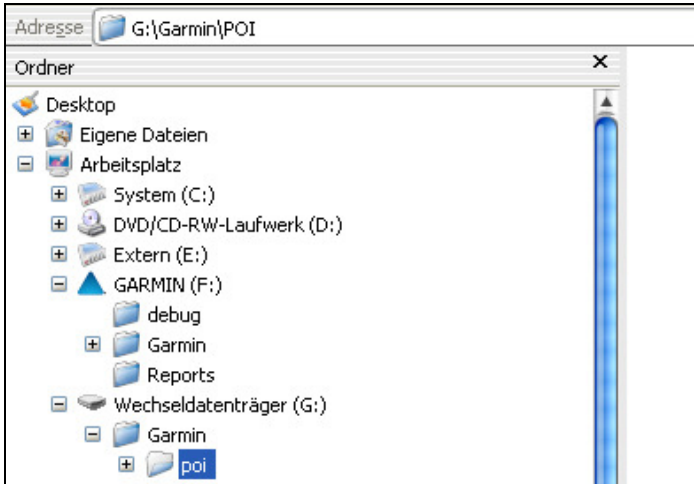 Adresse G:\Garmin\POI
Ordner
Desktop
Eigene Dateien
Arbeitsplatz
System (C:)
DVD/CD-RW-Laufwerk (D:)
Extern (E:)
GARMIN (F:)
debug
Garmin
Reports
Wechseldatenträger (G:)
Garmin
poi